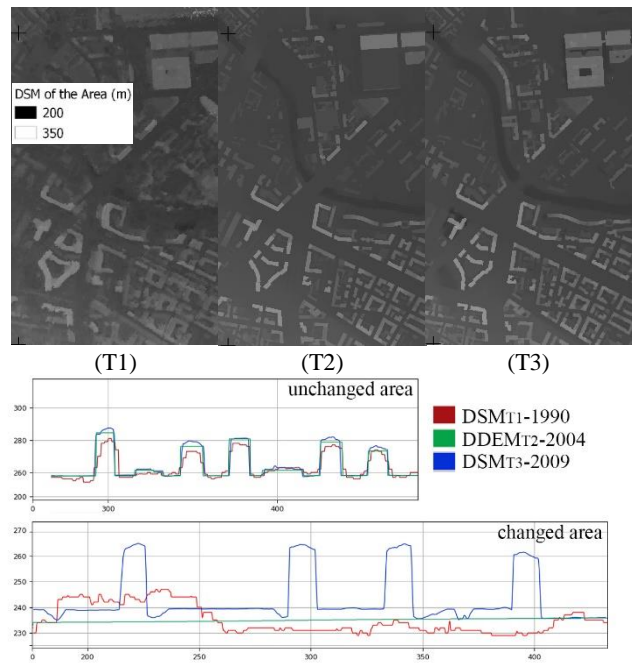 DSM of the Area (m)
200
350
(T1) (T2) (T3)
unchanged area
300
280
260
200
300 400
DSMT1-1990
DDEMT2-2004
DSMT3-2009
changed area
270
260
250
240
230
200 250 300 350 400